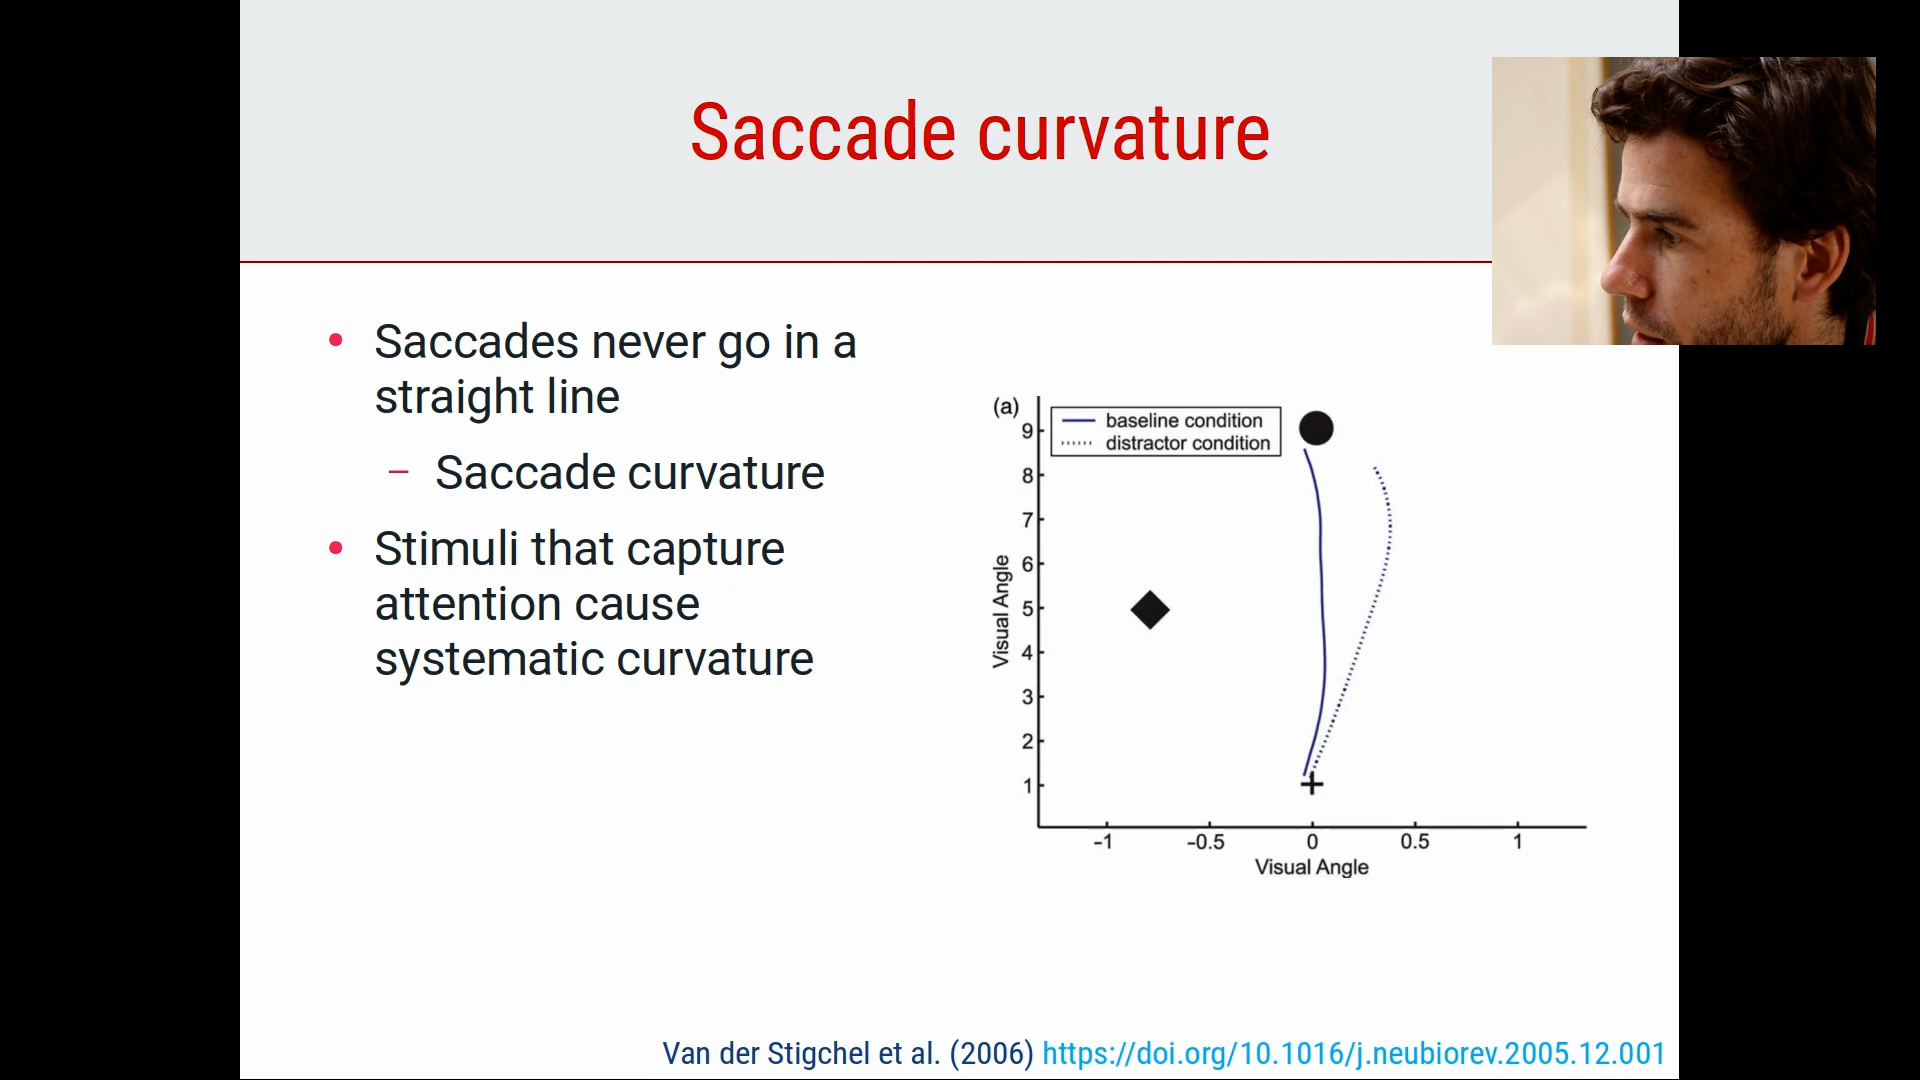 Saccade curvature
• Saccades never go in a
straight line
– Saccade curvature
• Stimuli that capture
attention cause
systematic curvature
(a)
baseline condition
distractor condition
9
8
7
6
5
4
3
2
1
Visual Angle
-1 -0.5 0 0.5 1
Visual Angle
Van der Stigchel et al. (2006) https://doi.org/10.1016/j.neubiorev.2005.12.001